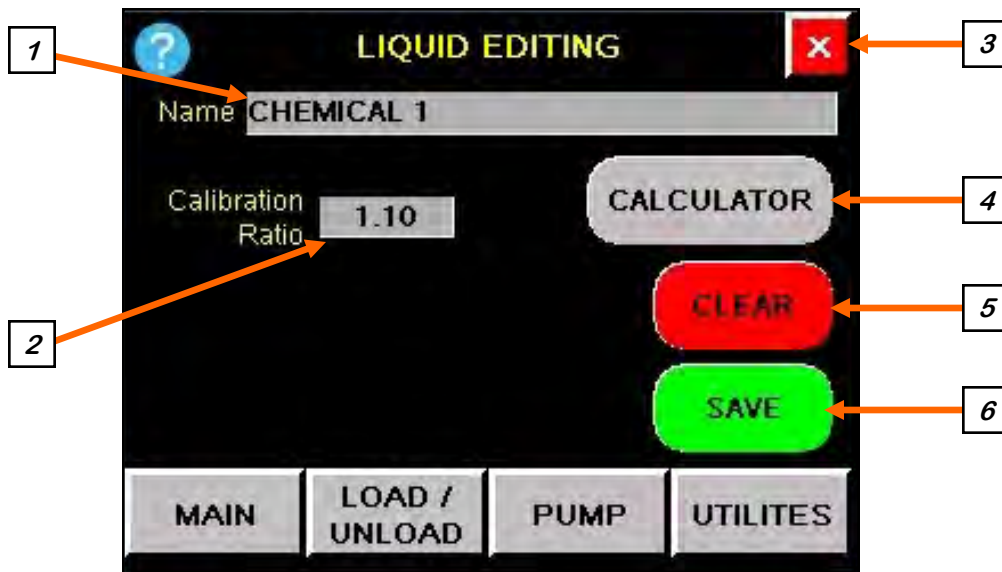 1
?
LIQUID EDITING
×
3
Name CHEMICAL 1
Calibration
Ratio
1.10
CALCULATOR
4
CLEAR
5
2
SAVE
6
MAIN
LOAD /
UNLOAD
PUMP
UTILITES